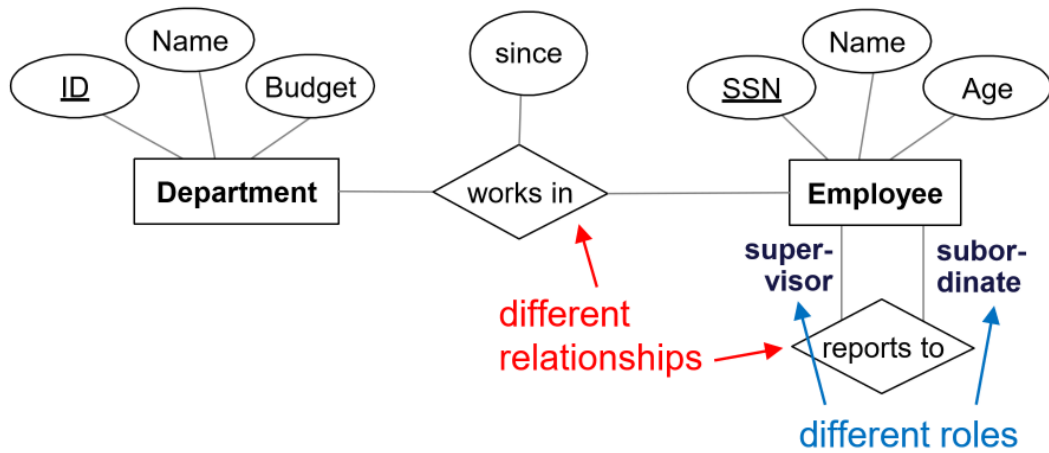 Name
ID
Budget
since
Name
SSN
Age
Department
works in
Employee
super-
visor
subor-
dinate
different
relationships
reports to
different roles